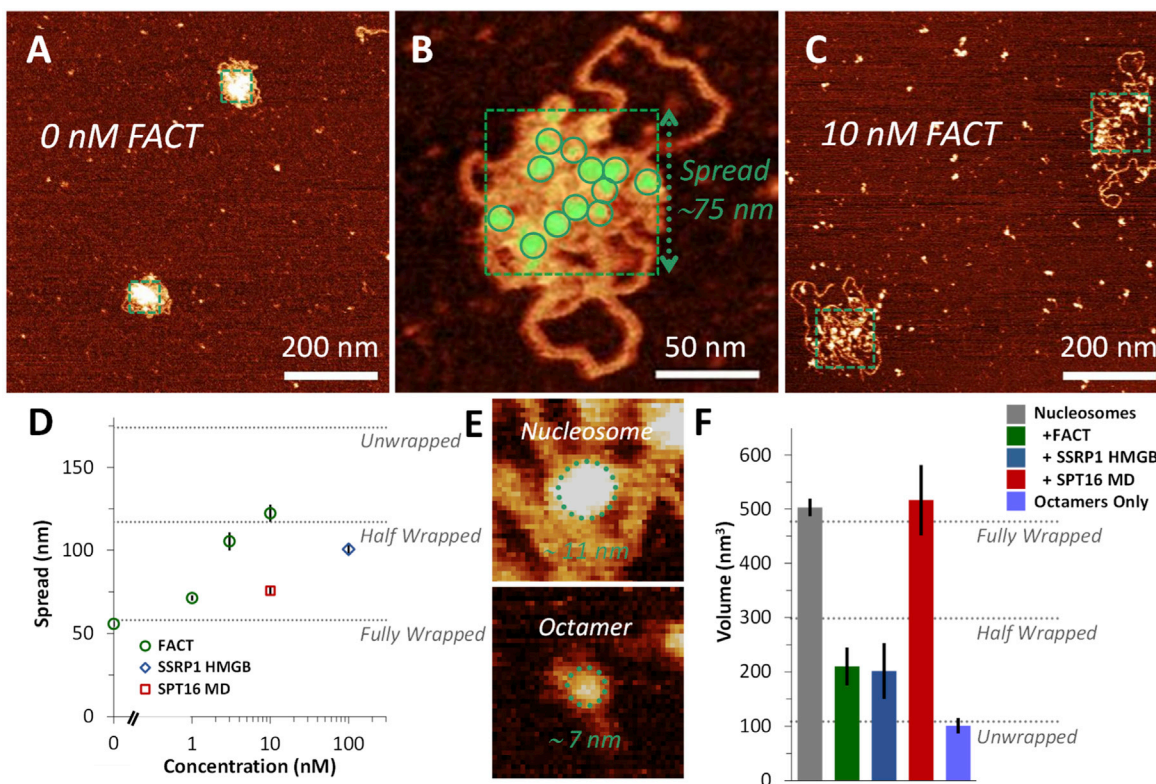 A
0 nM FACT
200 nm
B
Spread
~75 nm
50 nm
C
10 nM FACT
200 nm
D
Spread (nm)
150
100
50
0
Unwrapped
Half Wrapped
Fully Wrapped
FACT
SSRP1 HMGB
SPT16 MD
0 1 10 100
Concentration (nM)
E
Nucleosome
~ 11 nm
Octamer
~ 7 nm
F
Nucleosomes
+FACT
+ SSRP1 HMGB
+ SPT16 MD
Octamers Only
Volume (nm³)
600
500
400
300
200
100
0
Fully Wrapped
Half Wrapped
Unwrapped